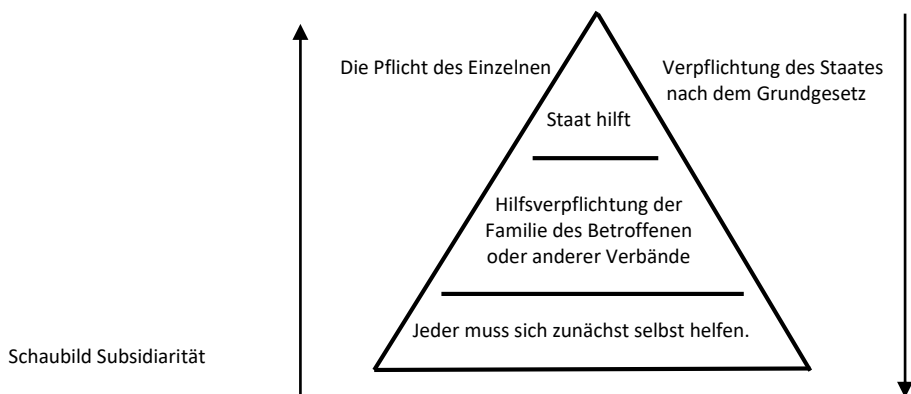 Die Pflicht des Einzelnen
Verpflichtung des Staates
nach dem Grundgesetz
Staat hilft
Hilfsverpflichtung der
Familie des Betroffenen
oder anderer Verbände
Jeder muss sich zunächst selbst helfen.
Schaubild Subsidiarität